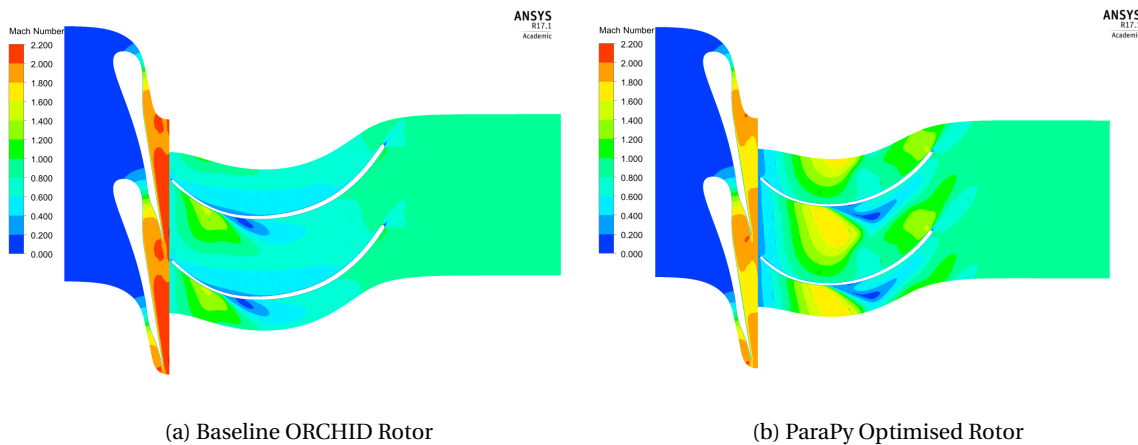 ANSYS
R17.1
Academic
Mach Number
2.200
2.000
1.800
1.600
1.400
1.200
1.000
0.800
0.600
0.400
0.200
0.000
ANSYS
R17.1
Academic
Mach Number
2.200
2.000
1.800
1.600
1.400
1.200
1.000
0.800
0.600
0.400
0.200
0.000
(a) Baseline ORCHID Rotor
(b) ParaPy Optimised Rotor